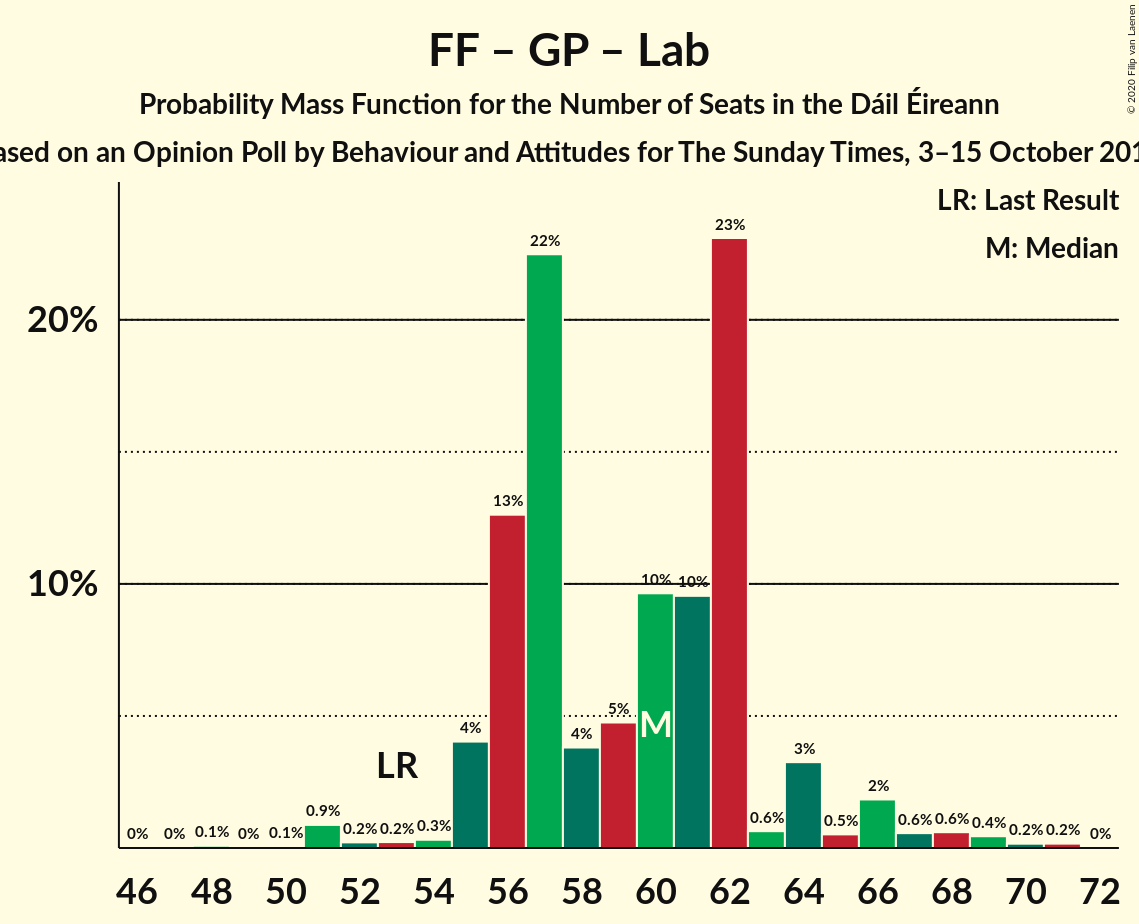 FF – GP – Lab
Probability Mass Function for the Number of Seats in the Dáil Éireann
on an Opinion Poll by Behaviour and Attitudes for The Sunday Times, 3–15 October
© 2020 Filip van Laenen
LR: Last Result
M: Median
20%
10%
0% 0% 0.1% 0% 0.1% 0.9% 0.2% 0.2% 0.3% 4% 13% 22% 4% 5% 10% 10% 23% 0.6% 3% 0.5% 2% 0.6% 0.6% 0.4% 0.2% 0.2% 0%
LR
M
46 48 50 52 54 56 58 60 62 64 66 68 70 72